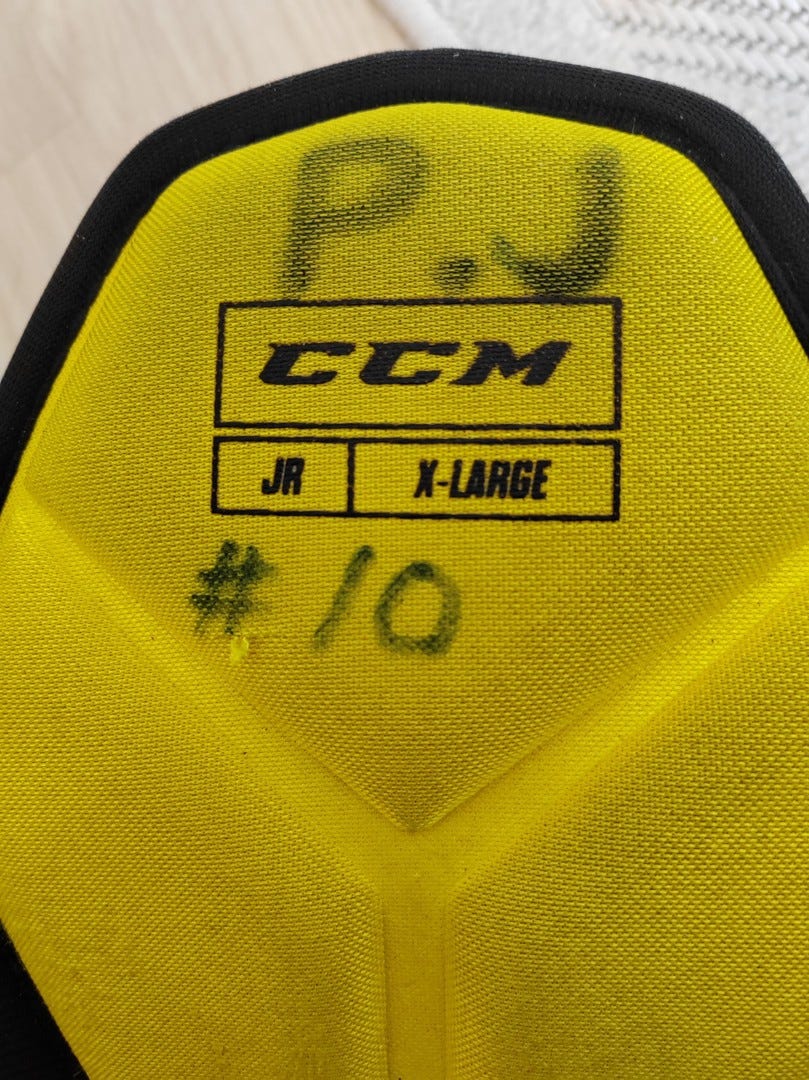 P.J
CCM
JR X-LARGE
#10